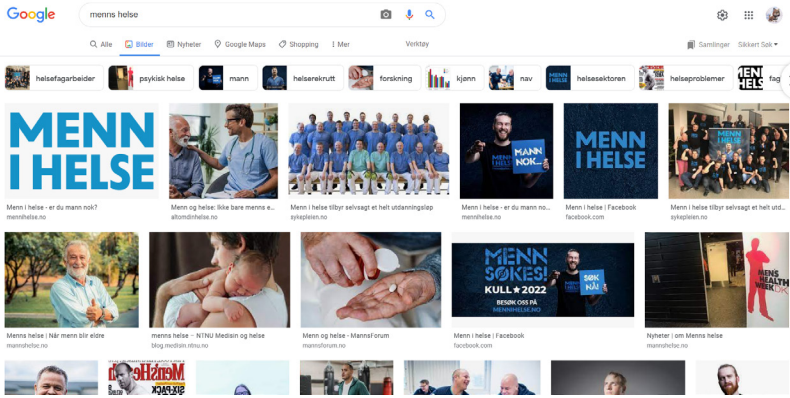 Google
menns helse
Alle Bilder Nyheter Google Maps Shopping Mer Verktøy Samlinger Sikkert Søk
helsefagarbeider psykisk helse mann helserekrutt forskning kjønn nav helsesektoren helseproblemer fag
MENN I HELSE
MANN NOK...
MENN I HELSE
MENN I HELSE
Menn i helse - er du mann nok?
mennihelse.no
Menn og helse: Ikke bare menns e...
altomdinhelse.no
Menn i helse tilbyr selvsagt et helt utdanningsløp
sykepleien.no
Menn i helse - er du mann no...
mennihelse.no
Menn i helse | Facebook
facebook.com
Menn i helse tilbyr selvsagt et helt utd...
sykepleien.no
MENN SØKES!
KULL★2022
BESØK OSS PÅ
MENNIHELSE.NO
SØK NÅ!
MENS HEALTH WEEK
Menns helse | Når menn blir eldre
mannshelse.no
menns helse – NTNU Medisin og helse
blog.medisin.ntnu.no
Menn og helse - MannsForum
mannsforum.no
Menn i helse | Facebook
facebook.com
Nyheter | om Menns helse
mannshelse.no